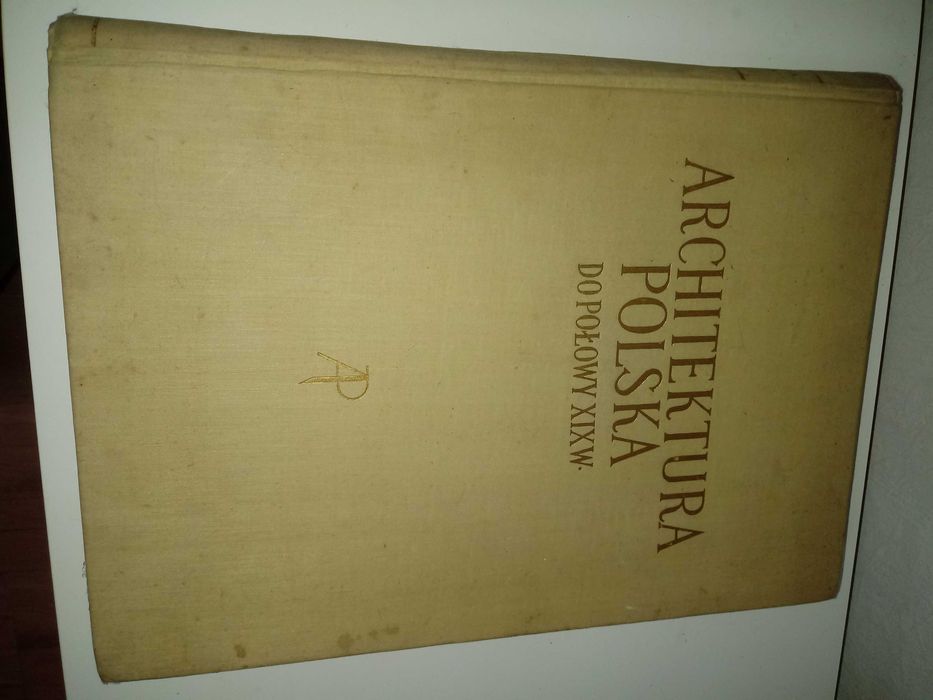 ARCHITEKTURA
POLSKA
DO POŁOWY XIX W.
AP